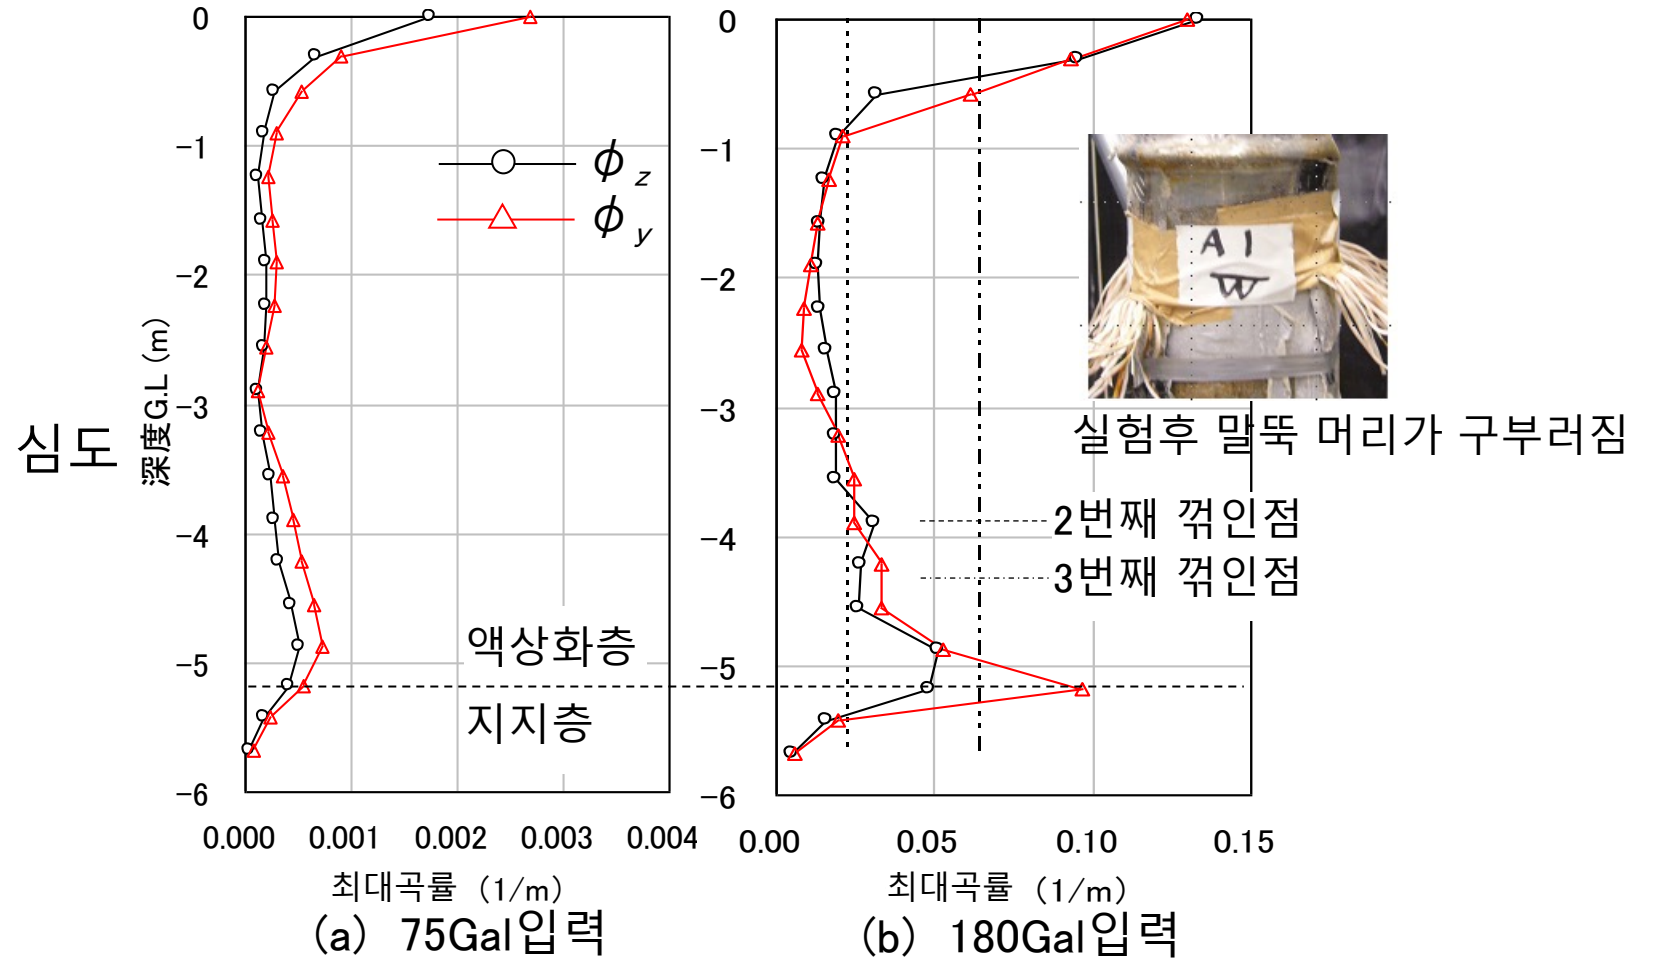 0
−1
−2
−3
−4
−5
−6
심도
深度G.L (m)
ϕz
ϕy
액상화층
지지층
0.000 0.001 0.002 0.003 0.004
최대곡률 (1/m)
(a) 75Gal입력
0
−1
−2
−3
−4
−5
−6
A1
W
실험후 말뚝 머리가 구부러짐
2번째 꺾인점
3번째 꺾인점
0.00 0.05 0.10 0.15
최대곡률 (1/m)
(b) 180Gal입력